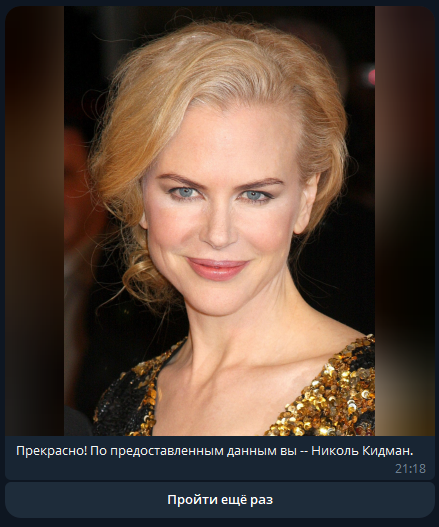 Прекрасно! По предоставленным данным вы -- Николь Кидман.
21:18
Пройти ещё раз